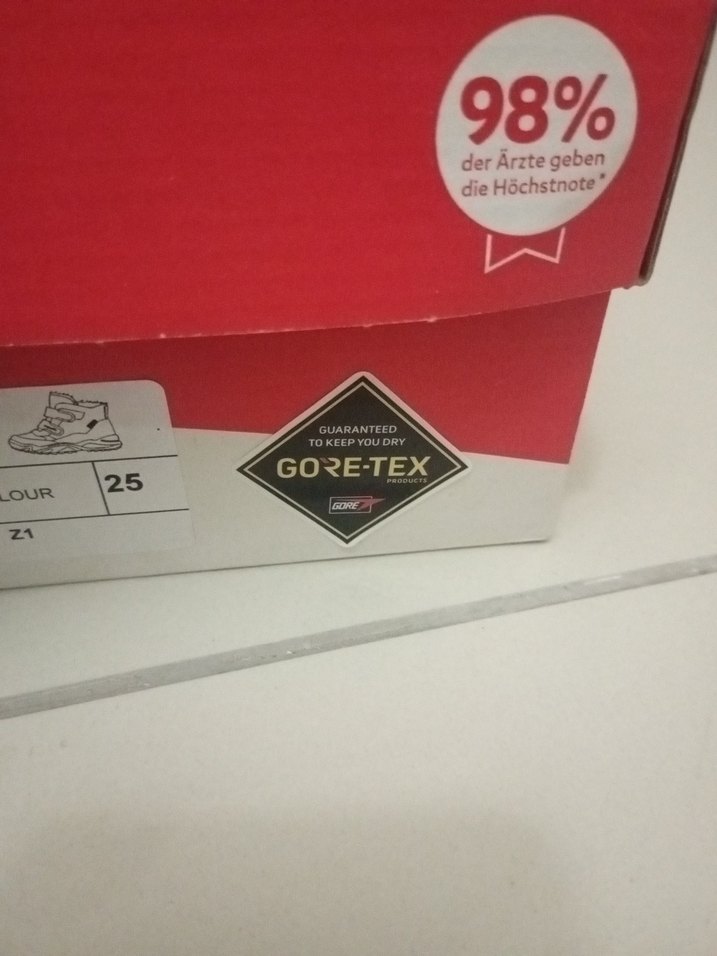 98%
der Ärzte geben
die Höchstnote*
GUARANTEED
TO KEEP YOU DRY
GORE-TEX
PRODUCTS
GORE
LOUR
25
Z1